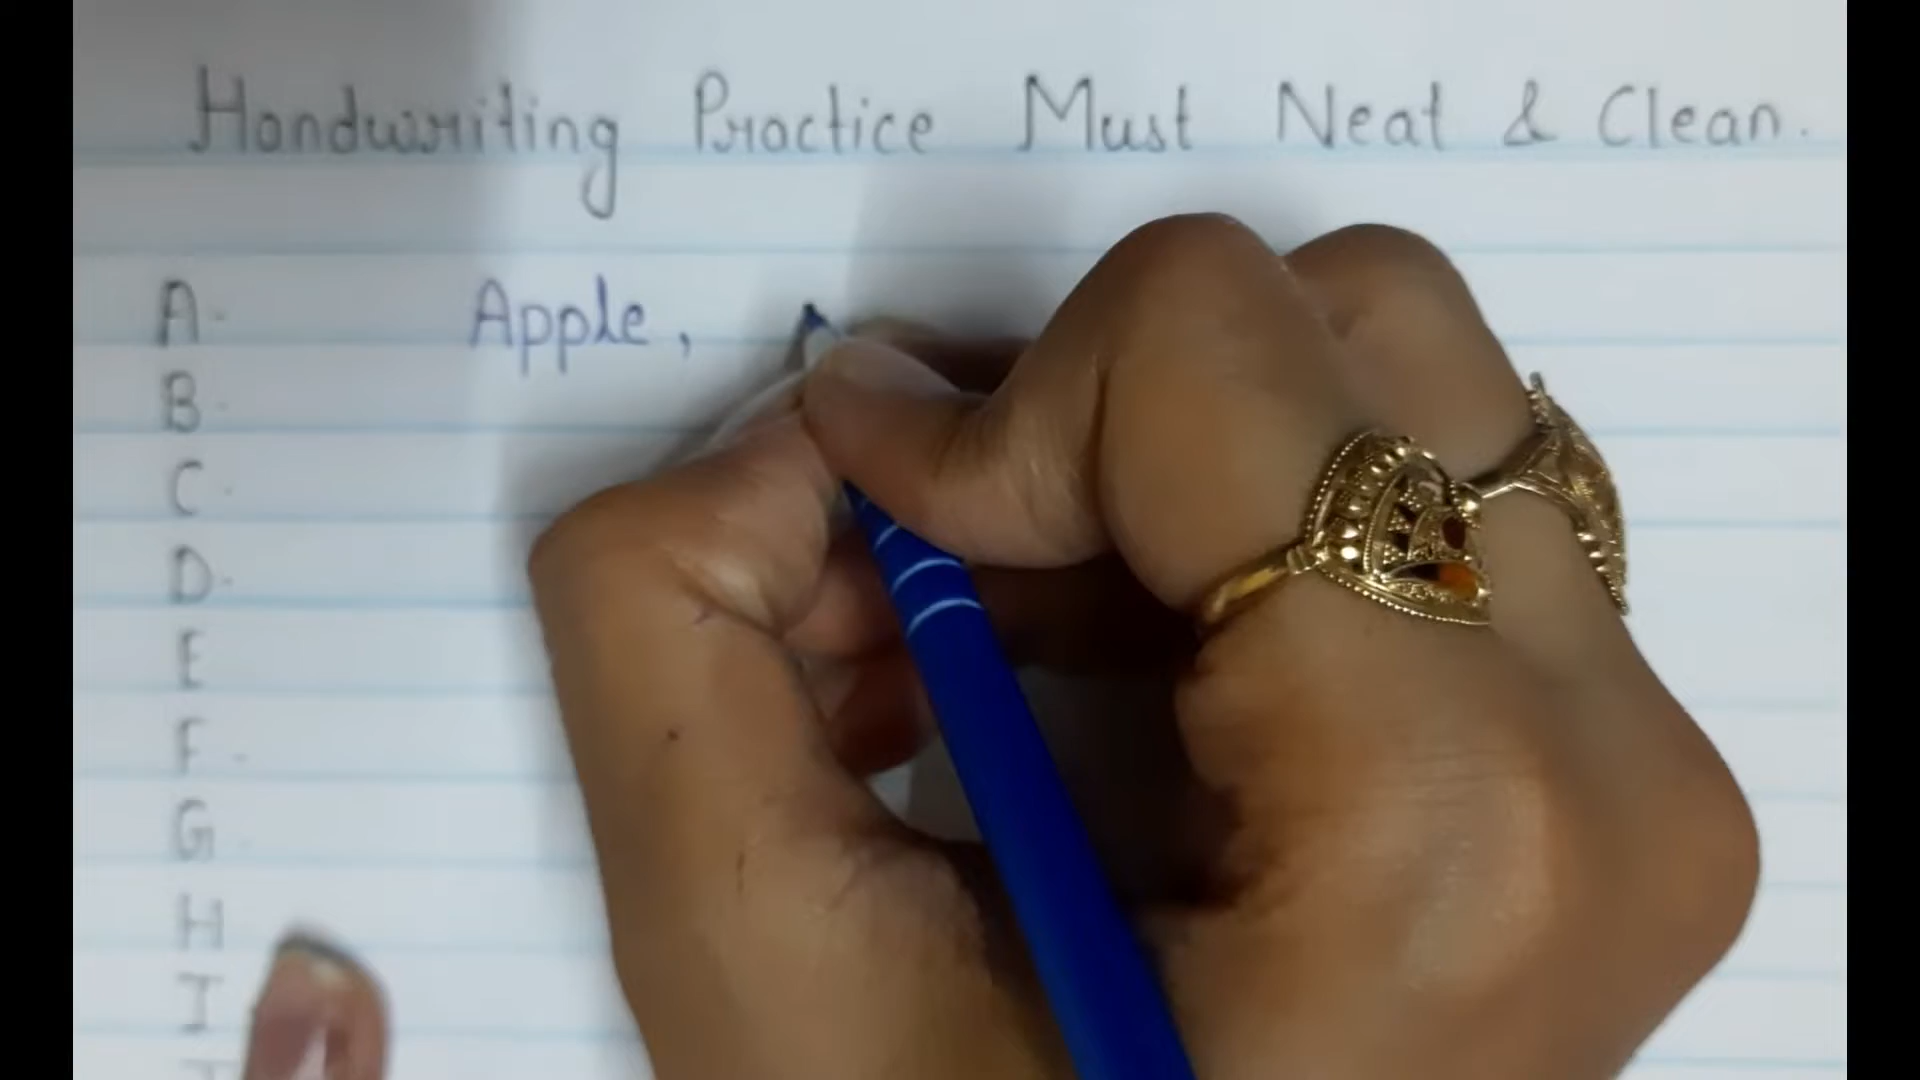 Handwriting Practice Must Neat & Clean.
A. Apple,
B.
C.
D.
E
F.
G.
H
I